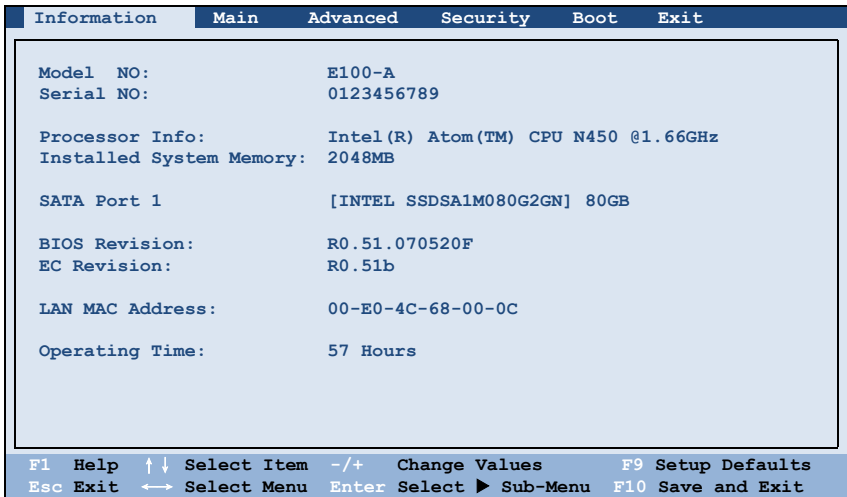 Information Main Advanced Security Boot Exit
Model NO: E100-A
Serial NO: 0123456789
Processor Info: Intel(R) Atom(TM) CPU N450 @1.66GHz
Installed System Memory: 2048MB
SATA Port 1 [INTEL SSDSA1M080G2GN] 80GB
BIOS Revision: R0.51.070520F
EC Revision: R0.51b
LAN MAC Address: 00-E0-4C-68-00-0C
Operating Time: 57 Hours
F1 Help ↑↓ Select Item -/+ Change Values F9 Setup Defaults
Esc Exit ←→ Select Menu Enter Select ▶ Sub-Menu F10 Save and Exit